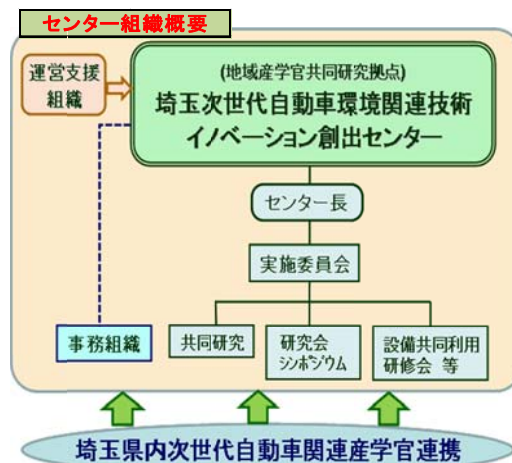 センター組織概要
運営支援
組織
(地域産学官共同研究拠点)
埼玉次世代自動車環境関連技術
イノベーション創出センター
センター長
実施委員会
事務組織
共同研究
研究会
シンポジウム
設備共同利用
研修会 等
埼玉県内次世代自動車関連産学官連携